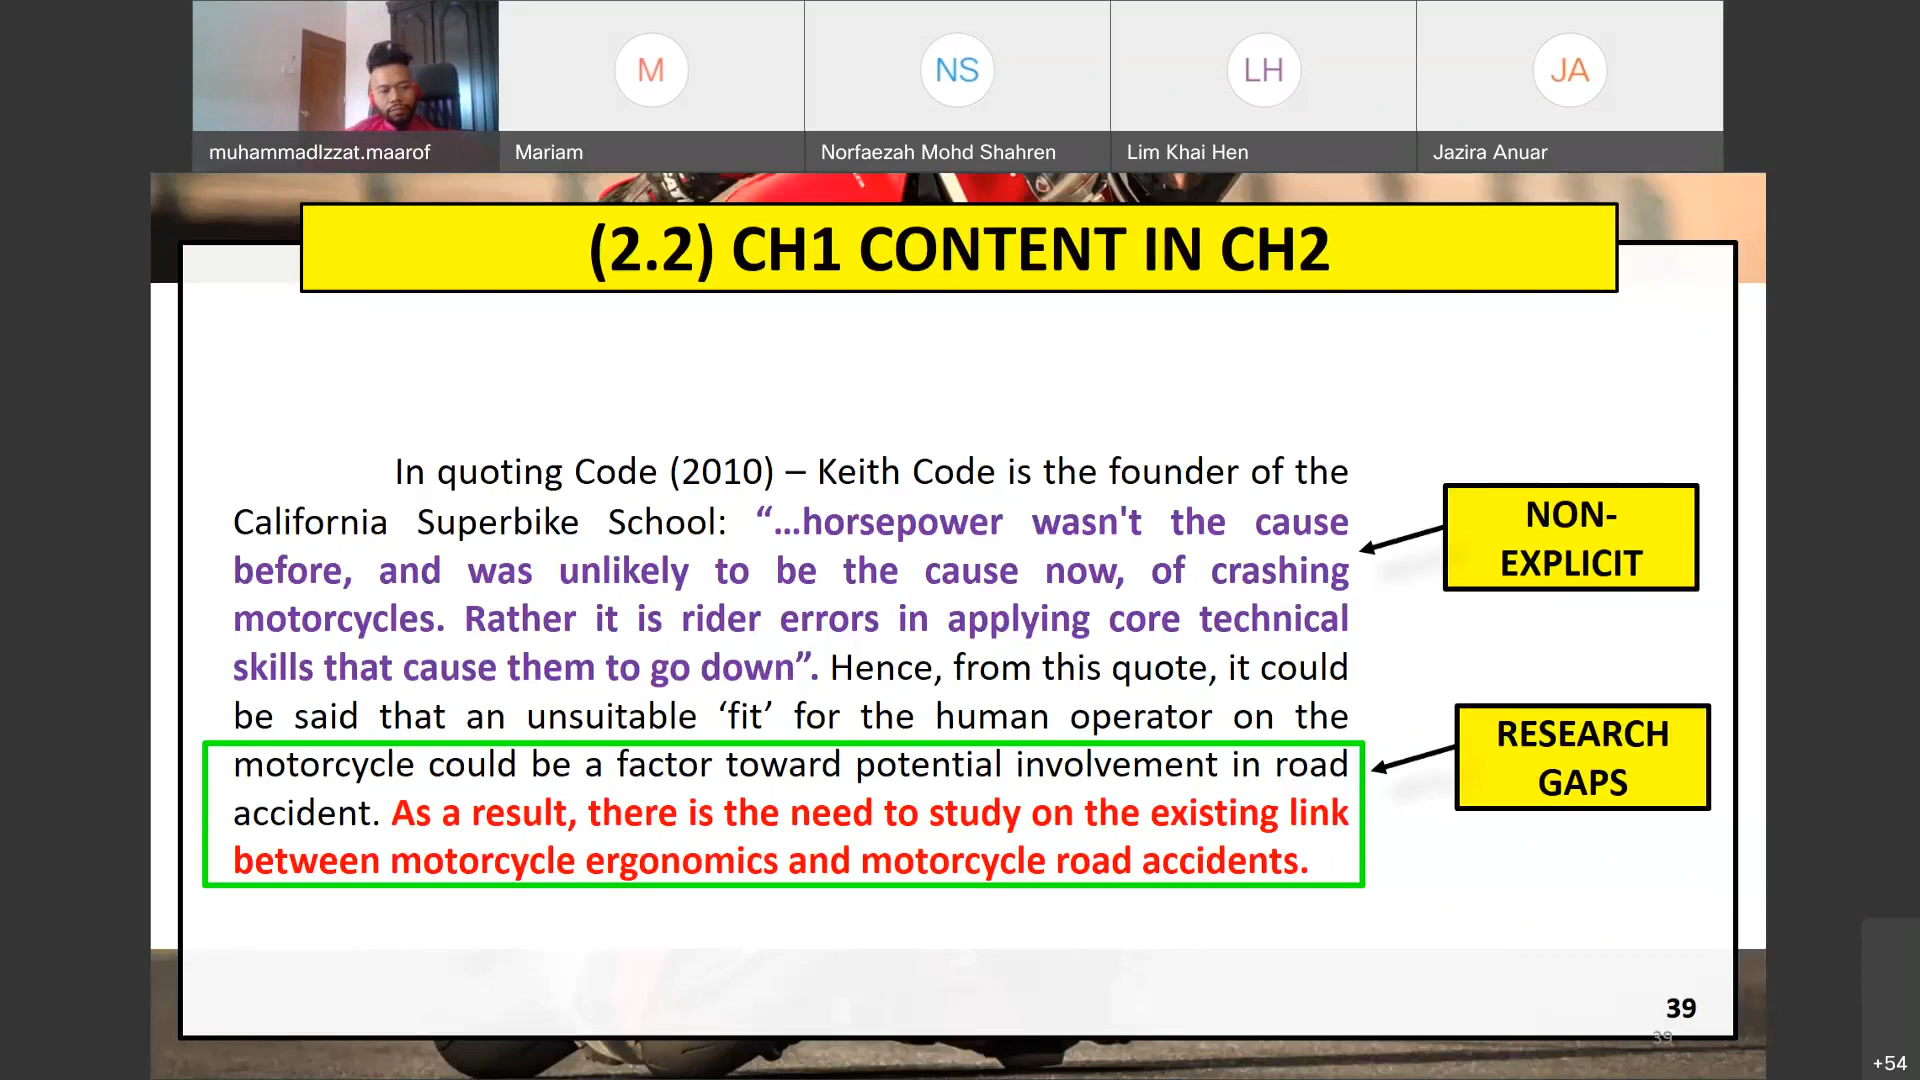 M
NS
LH
JA
muhammadIzzat.maarof
Mariam
Norfaezah Mohd Shahren
Lim Khai Hen
Jazira Anuar
(2.2) CH1 CONTENT IN CH2
In quoting Code (2010) – Keith Code is the founder of the
California Superbike School: “…horsepower wasn't the cause
before, and was unlikely to be the cause now, of crashing
motorcycles. Rather it is rider errors in applying core technical
skills that cause them to go down”. Hence, from this quote, it could
be said that an unsuitable ‘fit’ for the human operator on the
motorcycle could be a factor toward potential involvement in road
accident. As a result, there is the need to study on the existing link
between motorcycle ergonomics and motorcycle road accidents.
NON-
EXPLICIT
RESEARCH
GAPS
39
39
+54